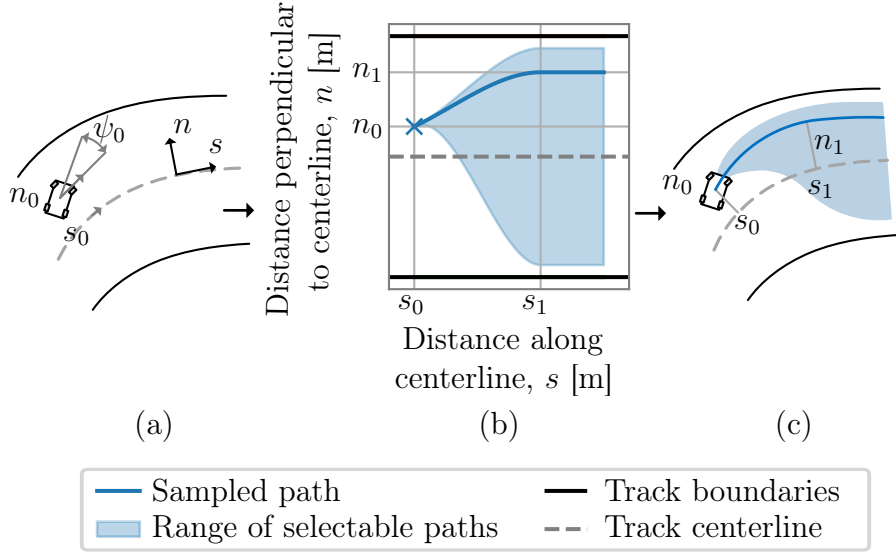 ψ₀
n
s
n₀
s₀
(a)
Distance perpendicular
to centerline, n [m]
n₁
n₀
s₀
s₁
Distance along
centerline, s [m]
(b)
n₁
n₀
s₁
s₀
(c)
Sampled path
Track boundaries
Range of selectable paths
Track centerline